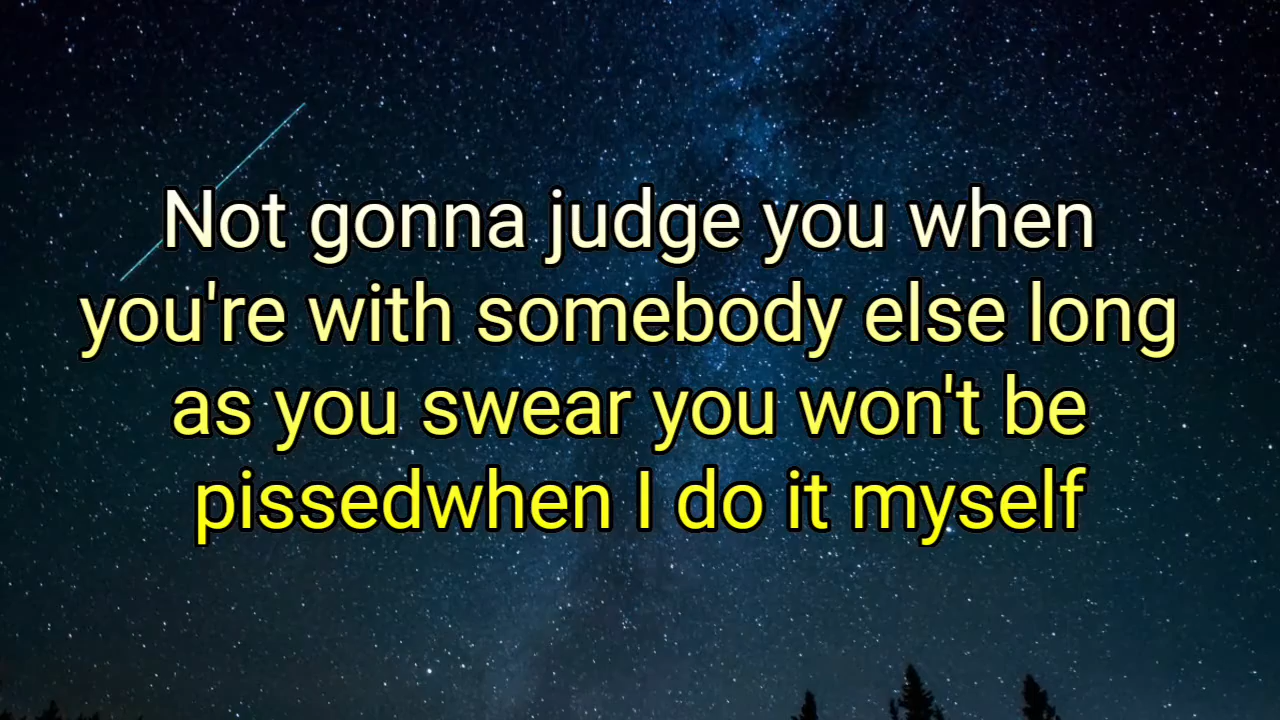 Not gonna judge you when
you're with somebody else long
as you swear you won't be
pissedwhen I do it myself